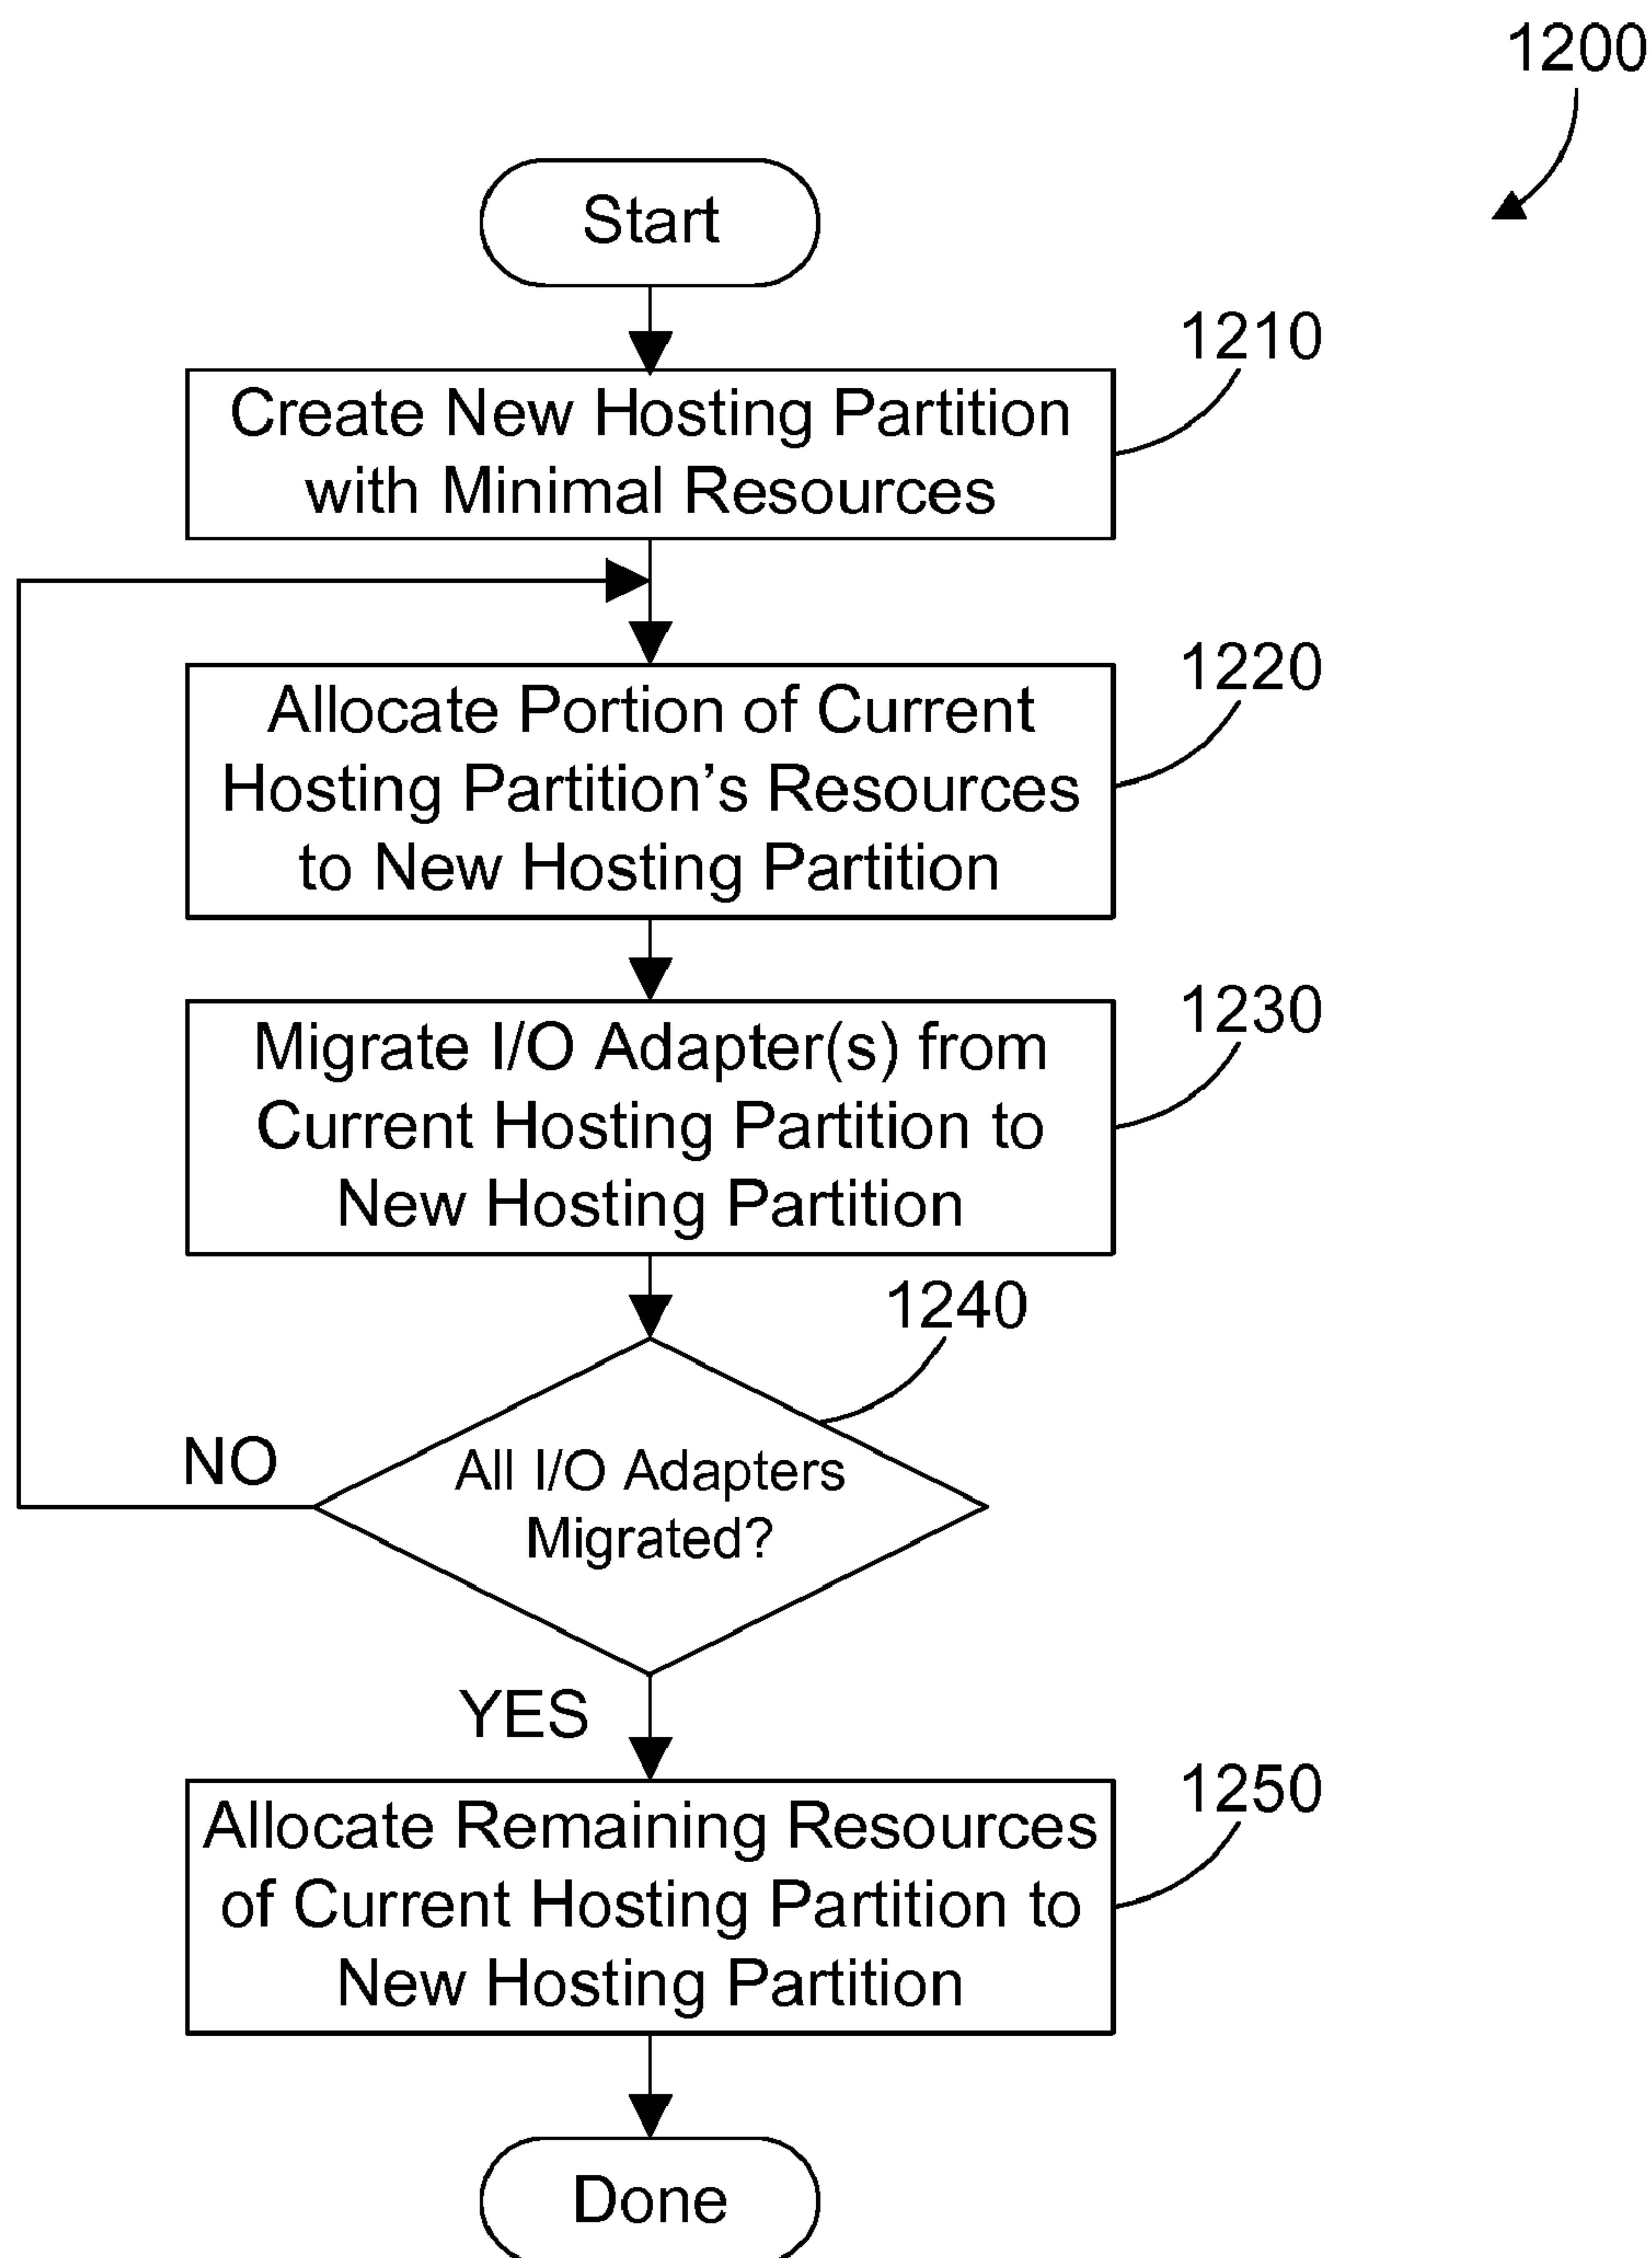 1200
Start
1210
Create New Hosting Partition
with Minimal Resources
1220
Allocate Portion of Current
Hosting Partition’s Resources
to New Hosting Partition
1230
Migrate I/O Adapter(s) from
Current Hosting Partition to
New Hosting Partition
1240
NO
All I/O Adapters
Migrated?
YES
1250
Allocate Remaining Resources
of Current Hosting Partition to
New Hosting Partition
Done